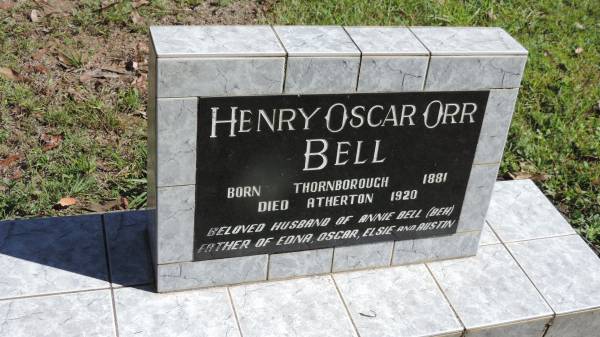 HENRY OSCAR ORR
BELL
BORN THORNBOROUGH 1881
DIED ATHERTON 1920
BELOVED HUSBAND OF ANNIE BELL (BEH)
FATHER OF EDNA, OSCAR, ELSIE AND AUSTIN